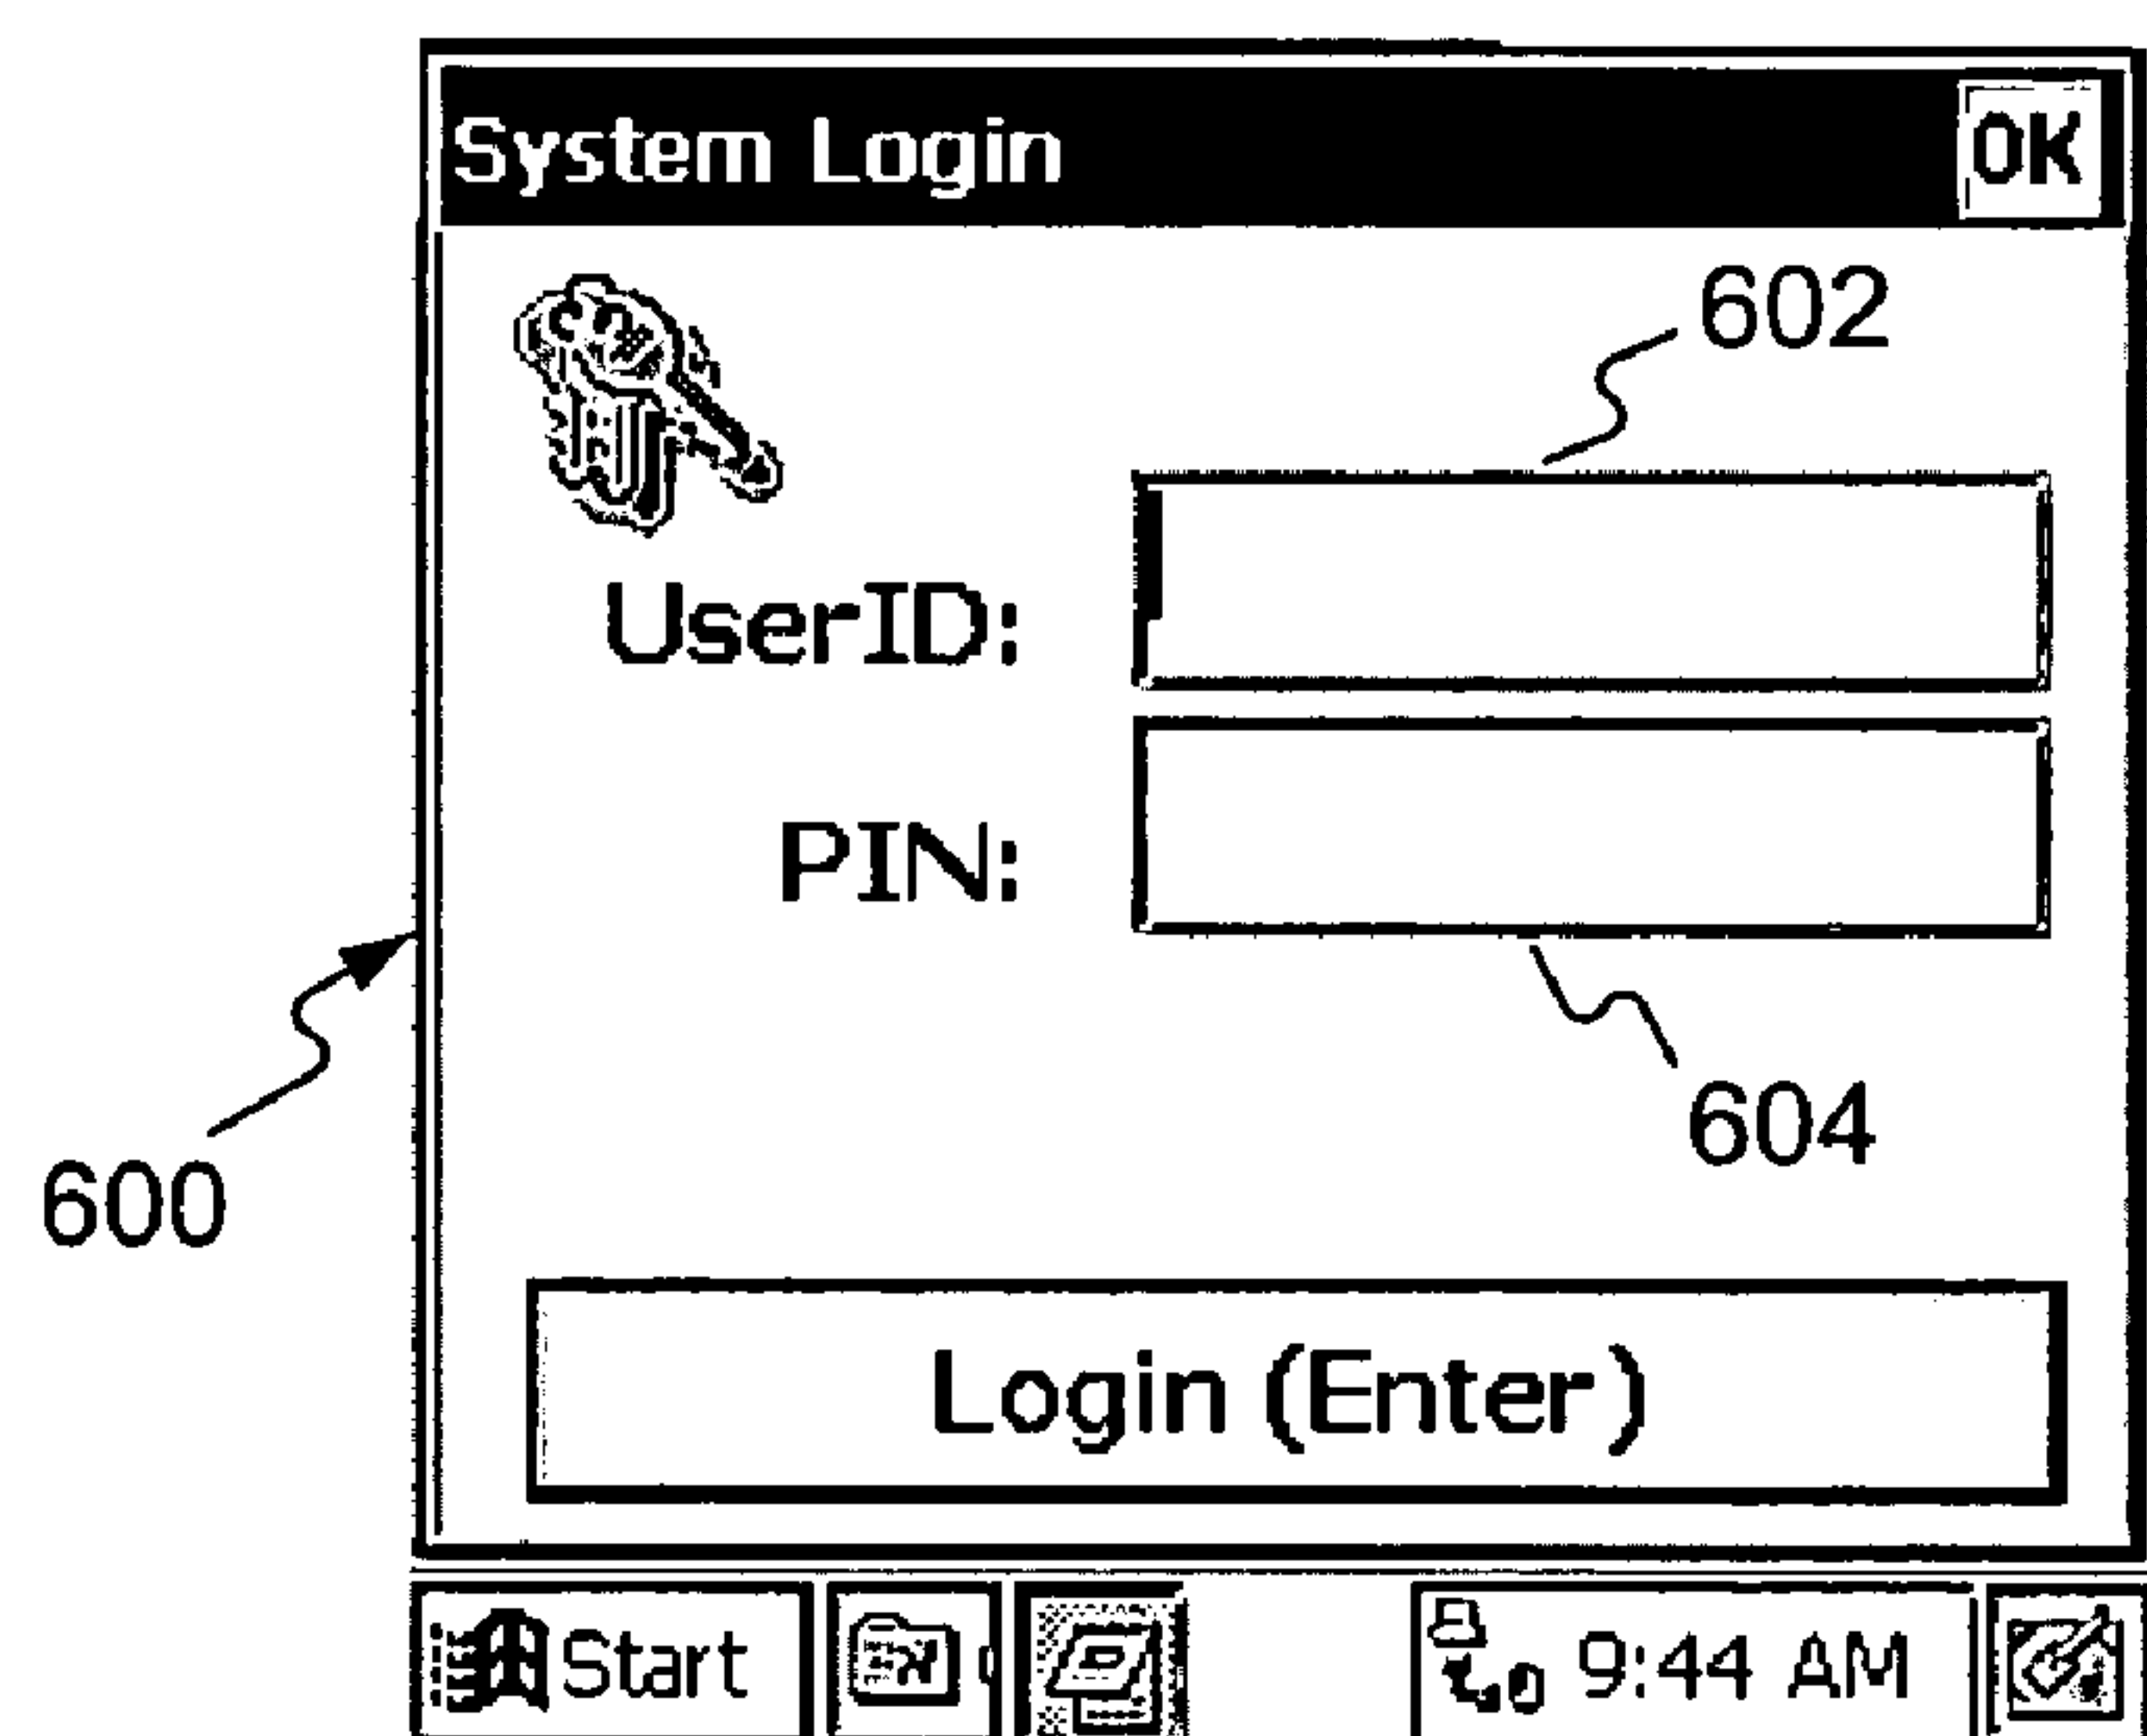 System Login OK
602
UserID:
PIN:
604
600
Login (Enter)
Start 9:44 AM